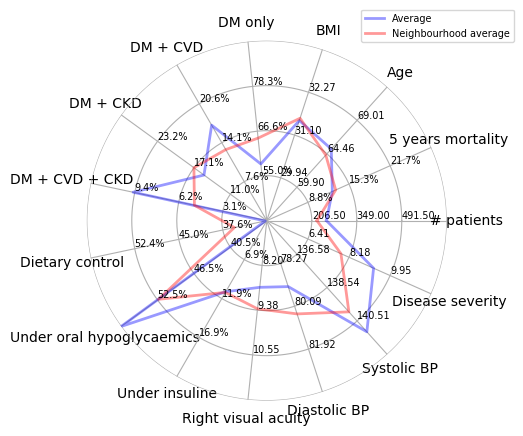 Average
Neighbourhood average
DM only
BMI
DM + CVD
Age
DM + CKD
5 years mortality
DM + CVD + CKD
# patients
Dietary control
Disease severity
Under oral hypoglycaemics
Systolic BP
Under insuline
Diastolic BP
Right visual acuity
78.3%
32.27
20.6%
69.01
66.6%
31.10
14.1%
23.2%
64.46
21.7%
17.1%
55.0%
29.94
7.6%
59.90
15.3%
9.4%
11.0%
8.8%
6.2%
3.1%
206.50
349.00
491.50
37.6%
6.41
45.0%
52.4%
40.5%
136.58
8.18
6.9%
8.20
78.27
46.5%
9.95
138.54
52.5%
11.9%
9.38
80.09
140.51
16.9%
10.55
81.92